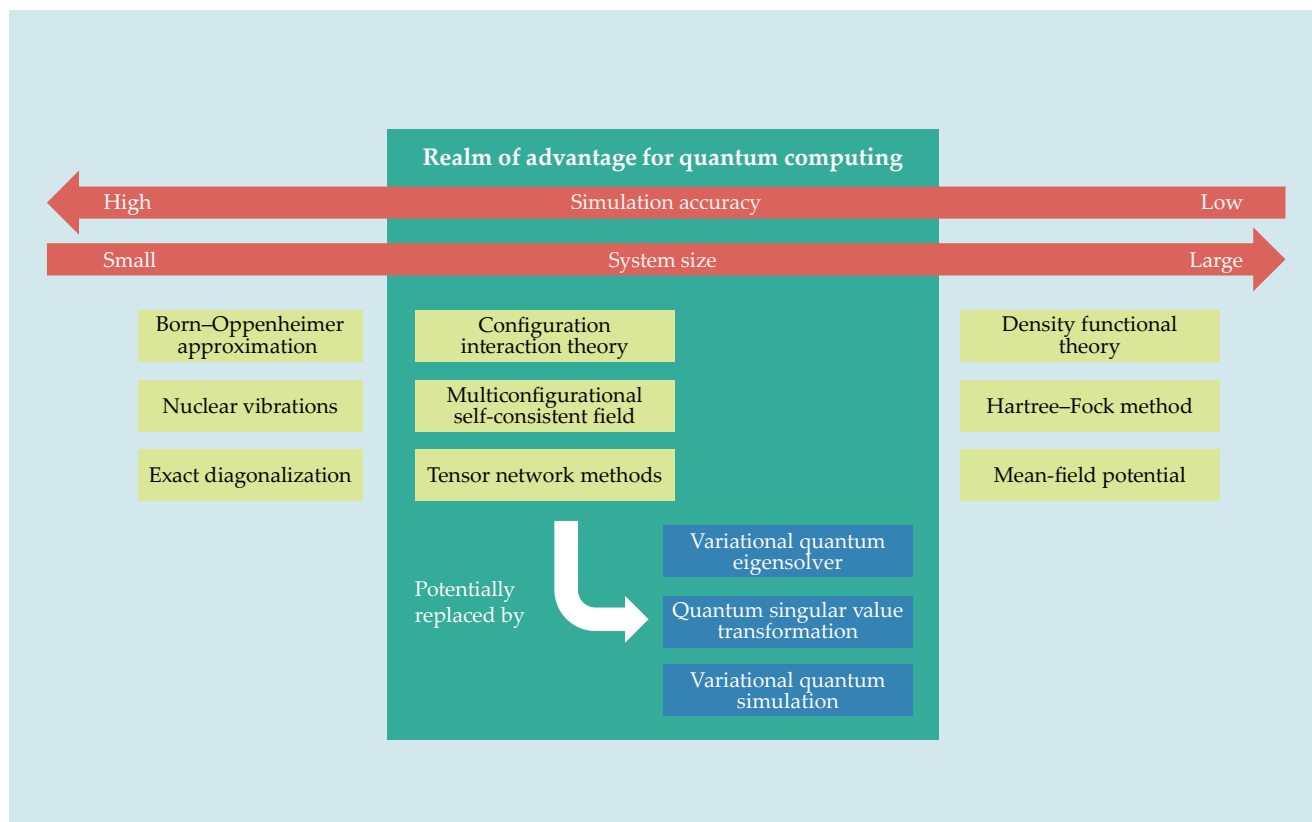 Realm of advantage for quantum computing
High
Simulation accuracy
Low
Small
System size
Large
Born–Oppenheimer
approximation
Nuclear vibrations
Exact diagonalization
Configuration
interaction theory
Multiconfigurational
self-consistent field
Tensor network methods
Density functional
theory
Hartree–Fock method
Mean-field potential
Potentially
replaced by
Variational quantum
eigensolver
Quantum singular value
transformation
Variational quantum
simulation